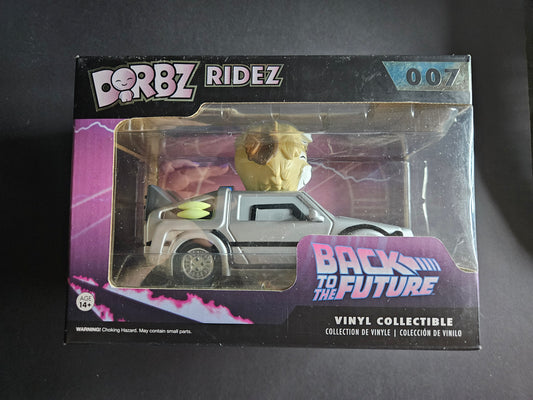 DORBZ RIDEZ
007
BACK
TO THE
FUTURE
VINYL COLLECTIBLE
COLLECTION DE VINYLE | COLECCIÓN DE VINILO
AGE
14+
WARNING! Choking Hazard. May contain small parts.